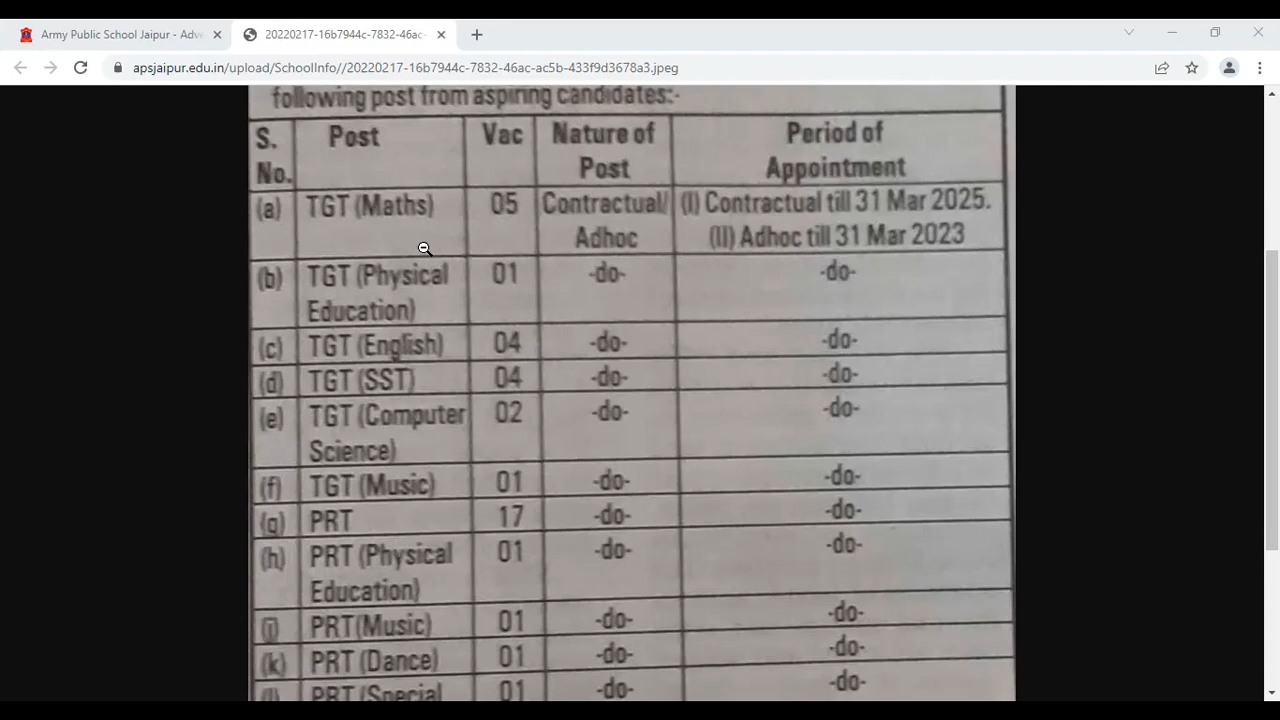 Army Public School Jaipur - Adve
20220217-16b7944c-7832-46ac-
apsjaipur.edu.in/upload/SchoolInfo//20220217-16b7944c-7832-46ac-ac5b-433f9d3678a3.jpeg
following post from aspiring candidates:-
S. No. Post Vac Nature of Post Period of Appointment
(a) TGT (Maths) 05 Contractual/ (I) Contractual till 31 Mar 2025.
Adhoc (II) Adhoc till 31 Mar 2023
(b) TGT (Physical 01 -do- -do-
Education)
(c) TGT (English) 04 -do- -do-
(d) TGT (SST) 04 -do- -do-
(e) TGT (Computer 02 -do- -do-
Science)
(f) TGT (Music) 01 -do- -do-
(g) PRT 17 -do- -do-
(h) PRT (Physical 01 -do- -do-
Education)
(j) PRT(Music) 01 -do- -do-
(k) PRT (Dance) 01 -do- -do-
(l) PRT (Special 01 -do- -do-